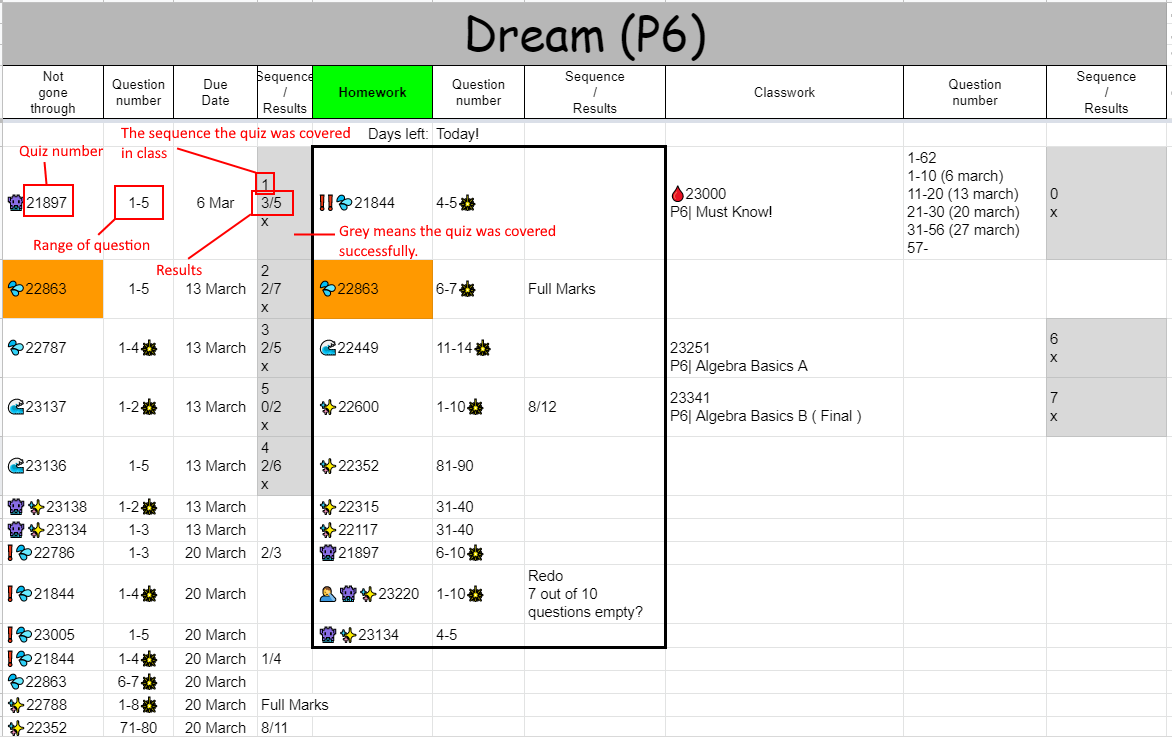 Dream (P6)
Not gone through
Question number
Due Date
Sequence / Results
Homework
Question number
Sequence / Results
Classwork
Question number
Sequence / Results
The sequence the quiz was covered in class
Days left: Today!
Quiz number
21897 1-5 6 Mar
1
3/5
x
21844 4-5
23000
P6| Must Know!
1-62
1-10 (6 march)
11-20 (13 march)
21-30 (20 march)
31-56 (27 march)
57-
0
x
Range of question
Results
Grey means the quiz was covered successfully.
22863 1-5 13 March
2
2/7
x
22863 6-7 Full Marks
22787 1-4 13 March
3
2/5
x
22449 11-14
23251
P6| Algebra Basics A
6
x
23137 1-2 13 March
5
0/2
x
22600 1-10 8/12
23341
P6| Algebra Basics B ( Final )
7
x
23136 1-5 13 March
4
2/6
x
22352 81-90
23138 1-2 13 March
22315 31-40
23134 1-3 13 March
22117 31-40
22786 1-3 20 March 2/3
21897 6-10
21844 1-4 20 March
23220 1-10
Redo
7 out of 10
questions empty?
23005 1-5 20 March
23134 4-5
21844 1-4 20 March 1/4
22863 6-7 20 March
22788 1-8 20 March Full Marks
22352 71-80 20 March 8/11